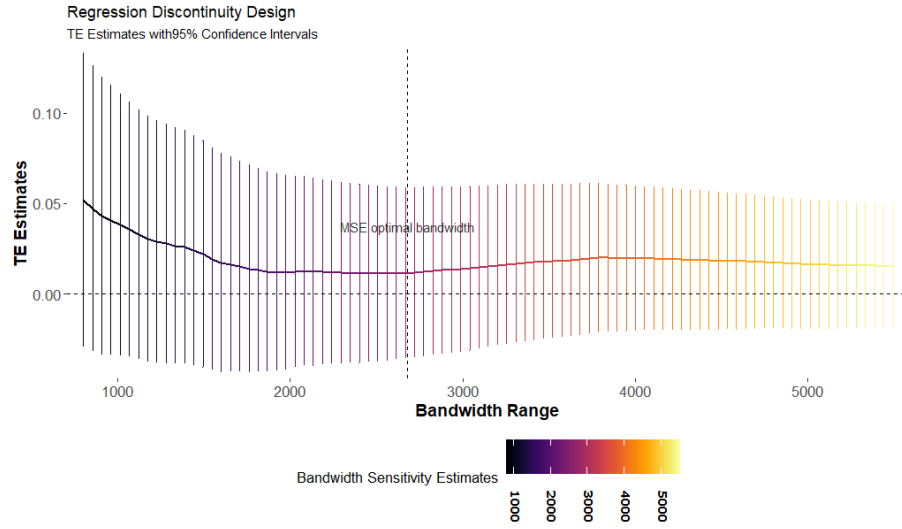 Regression Discontinuity Design
TE Estimates with95% Confidence Intervals
TE Estimates
0.10
0.05
0.00
MSE optimal bandwidth
1000 2000 3000 4000 5000
Bandwidth Range
Bandwidth Sensitivity Estimates
1000 2000 3000 4000 5000